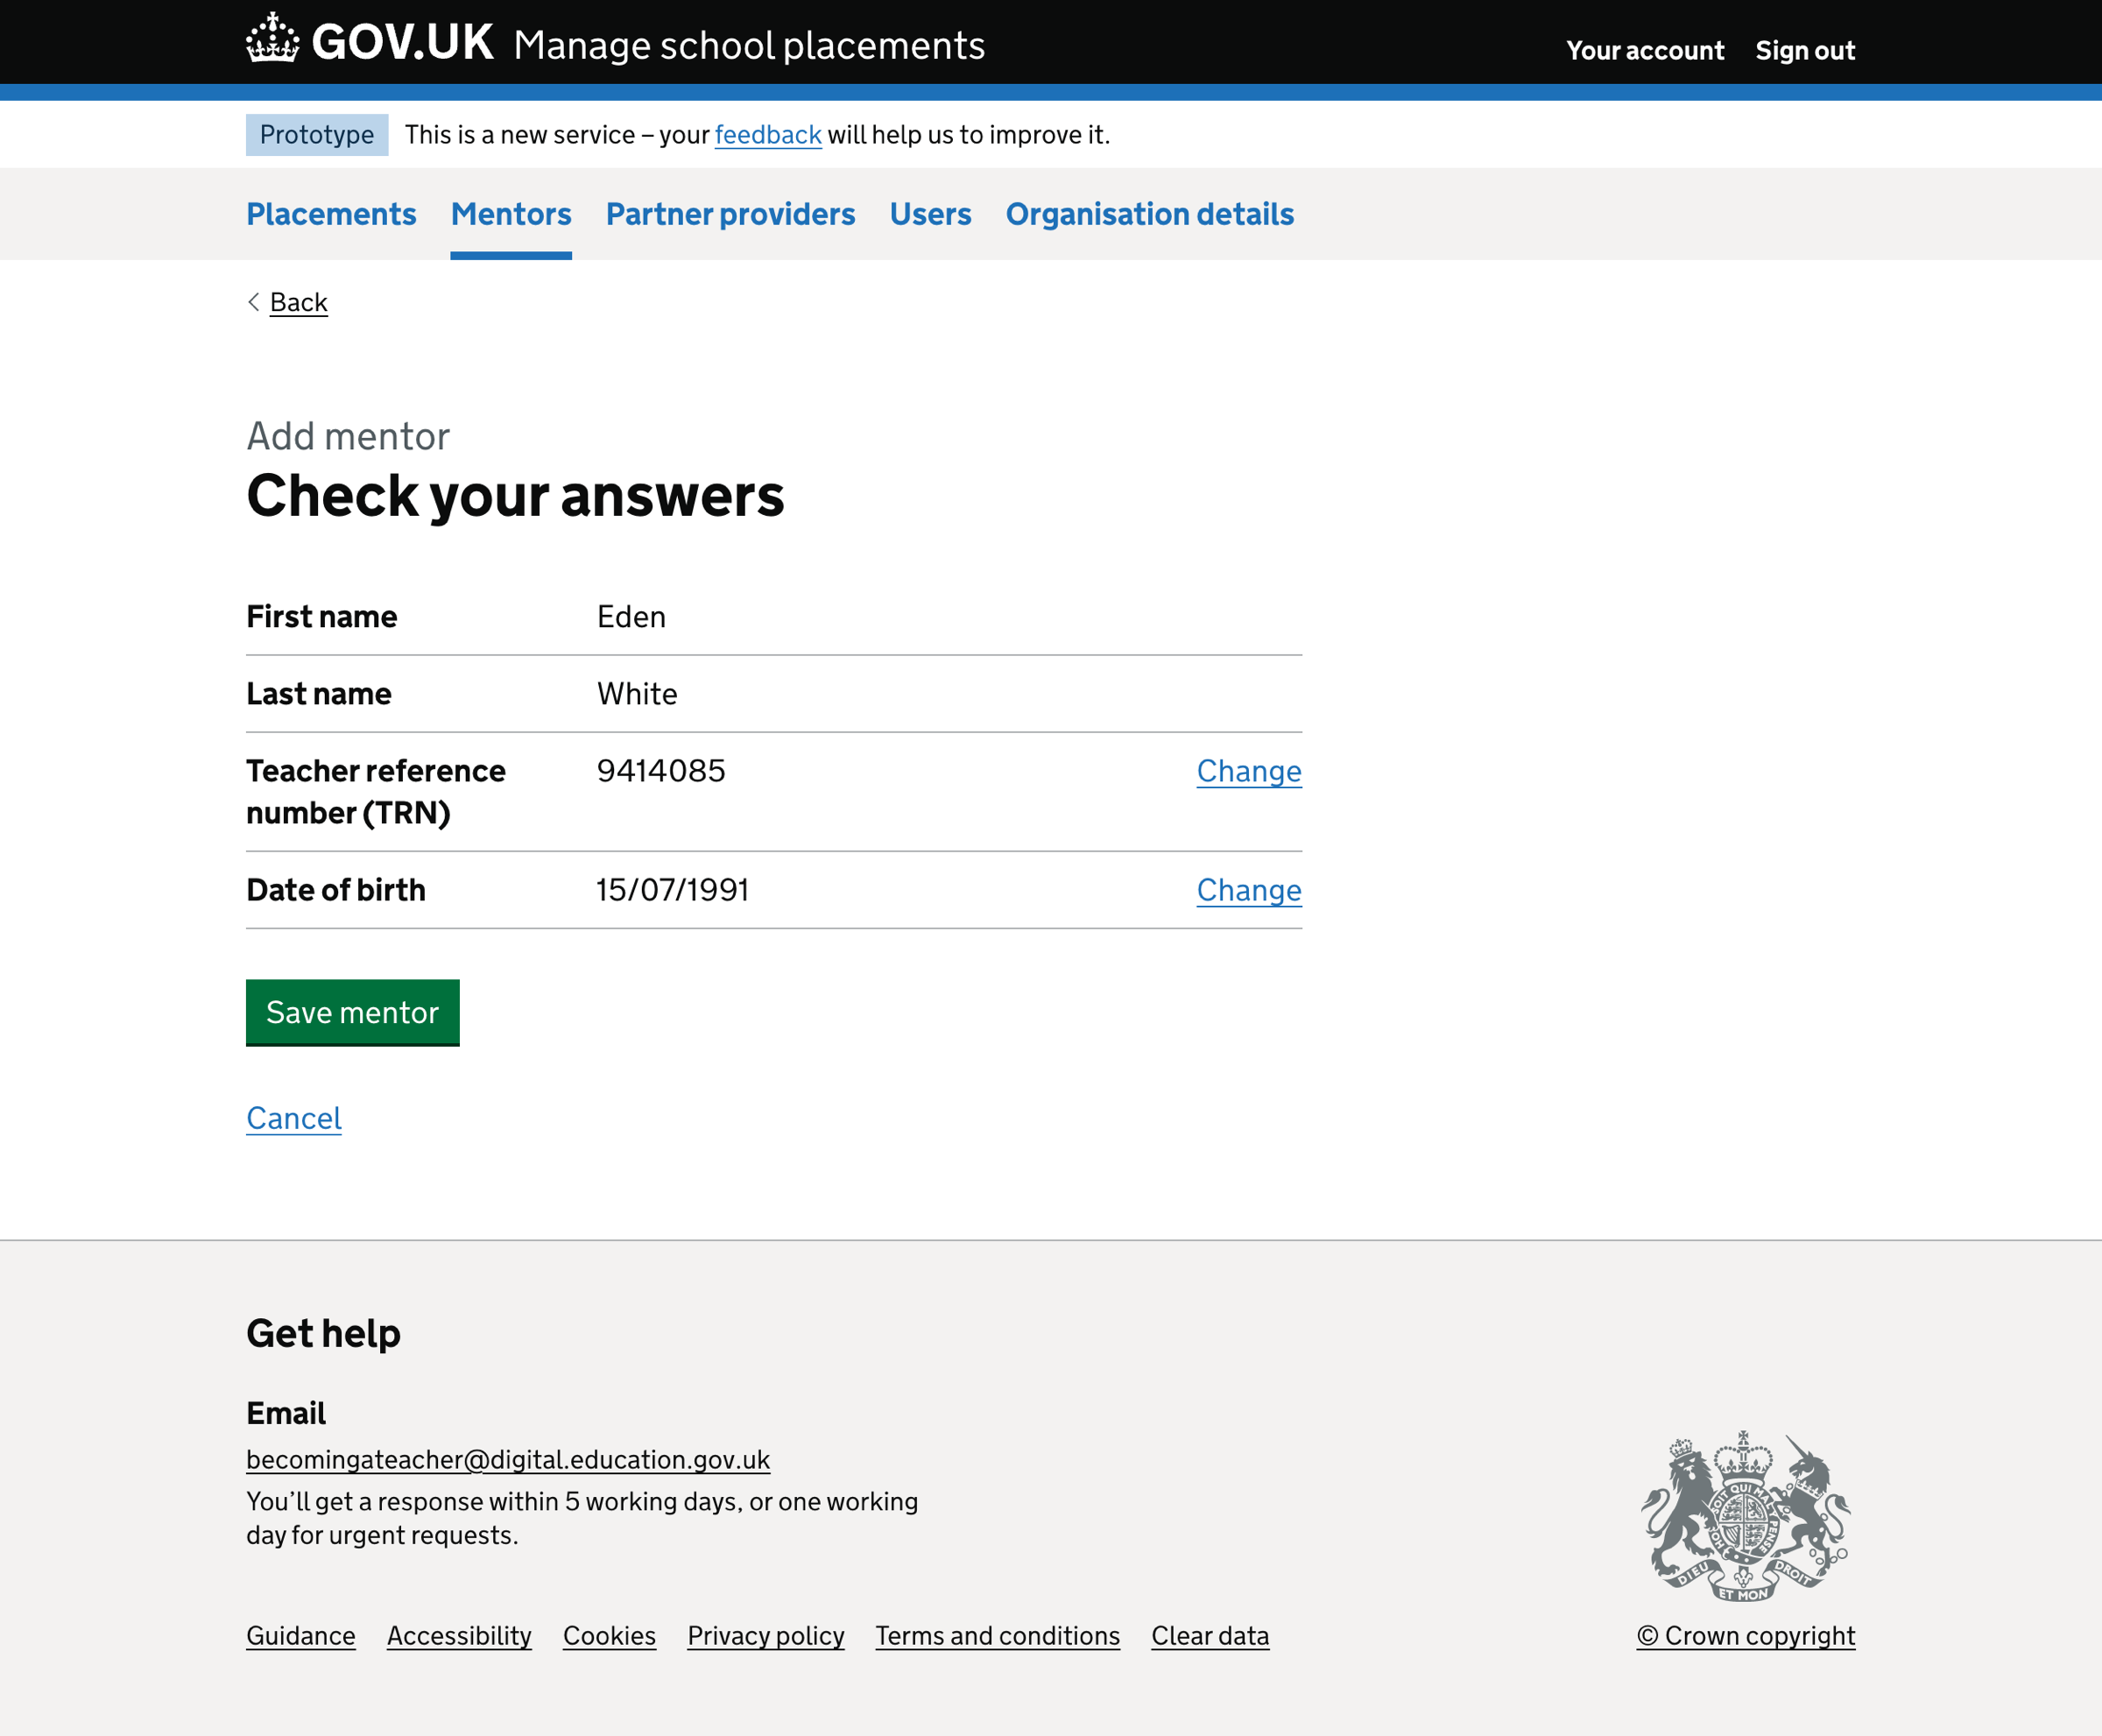 GOV.UK Manage school placements Your account Sign out
Prototype This is a new service – your feedback will help us to improve it.
Placements Mentors Partner providers Users Organisation details
Back
Add mentor
Check your answers
First name Eden
Last name White
Teacher reference number (TRN) 9414085 Change
Date of birth 15/07/1991 Change
Save mentor
Cancel
Get help
Email
becomingateacher@digital.education.gov.uk
You’ll get a response within 5 working days, or one working
day for urgent requests.
SOIT QUI MAL Y PENSE
DIEU ET MON DROIT
Guidance Accessibility Cookies Privacy policy Terms and conditions Clear data © Crown copyright